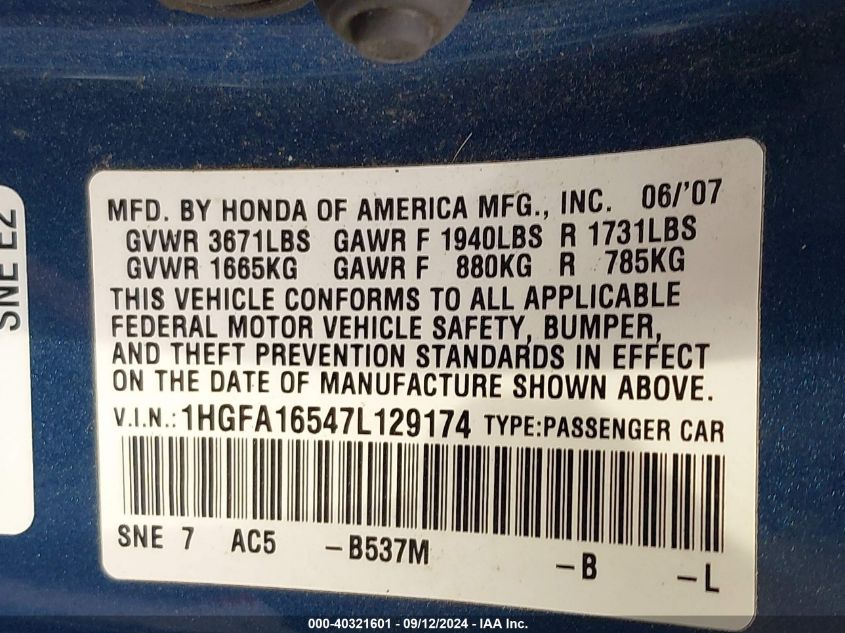 MFD. BY HONDA OF AMERICA MFG., INC. 06/'07
GVWR 3671LBS GAWR F 1940LBS R 1731LBS
GVWR 1665KG GAWR F 880KG R 785KG
THIS VEHICLE CONFORMS TO ALL APPLICABLE
FEDERAL MOTOR VEHICLE SAFETY, BUMPER,
AND THEFT PREVENTION STANDARDS IN EFFECT
ON THE DATE OF MANUFACTURE SHOWN ABOVE.
V.I.N.: 1HGFA16547L129174 TYPE:PASSENGER CAR
SNE 7 AC5 -B537M -B -L
SNE E2
000-40321601 - 09/12/2024 - IAA Inc.